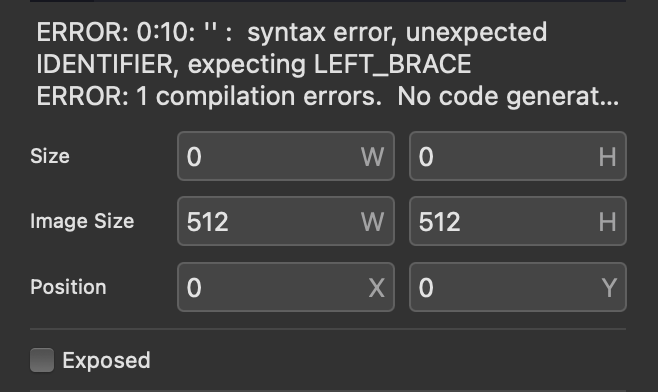 ERROR: 0:10: '' :  syntax error, unexpected
IDENTIFIER, expecting LEFT_BRACE
ERROR: 1 compilation errors.  No code generat...
Size 0 W 0 H
Image Size 512 W 512 H
Position 0 X 0 Y
Exposed